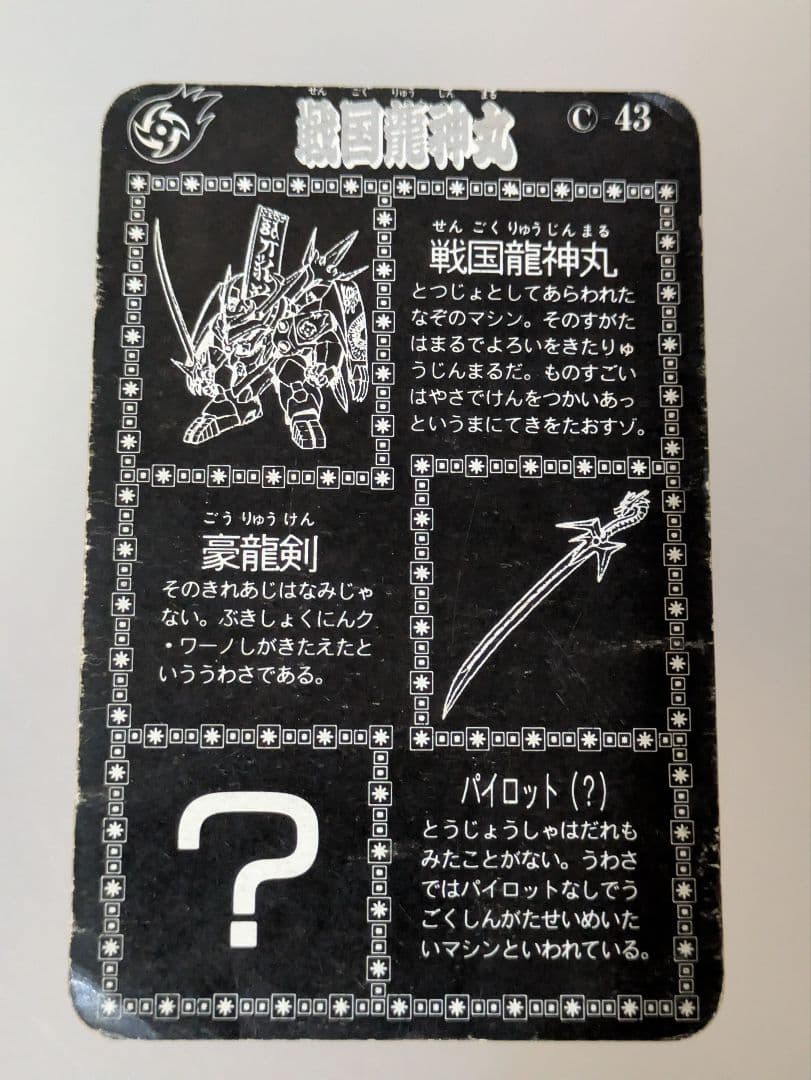 せんごくりゅうしんまる
戦国龍神丸
© 43
せんごくりゅうじんまる
戦国龍神丸
とつじょとしてあらわれた
なぞのマシン。そのすがた
はまるでよろいをきたりゅ
うじんまるだ。ものすごい
はやさでけんをつかいあっ
というまにてきをたおすゾ。
ごうりゅうけん
豪龍剣
そのきれあじはなみじゃ
ない。ぶきしょくにんク
・ワーノしがきたえたと
いううわさである。
?
パイロット(?)
とうじょうしゃはだれも
みたことがない。うわさ
ではパイロットなしでう
ごくしんがたせいめいた
いマシンといわれている。